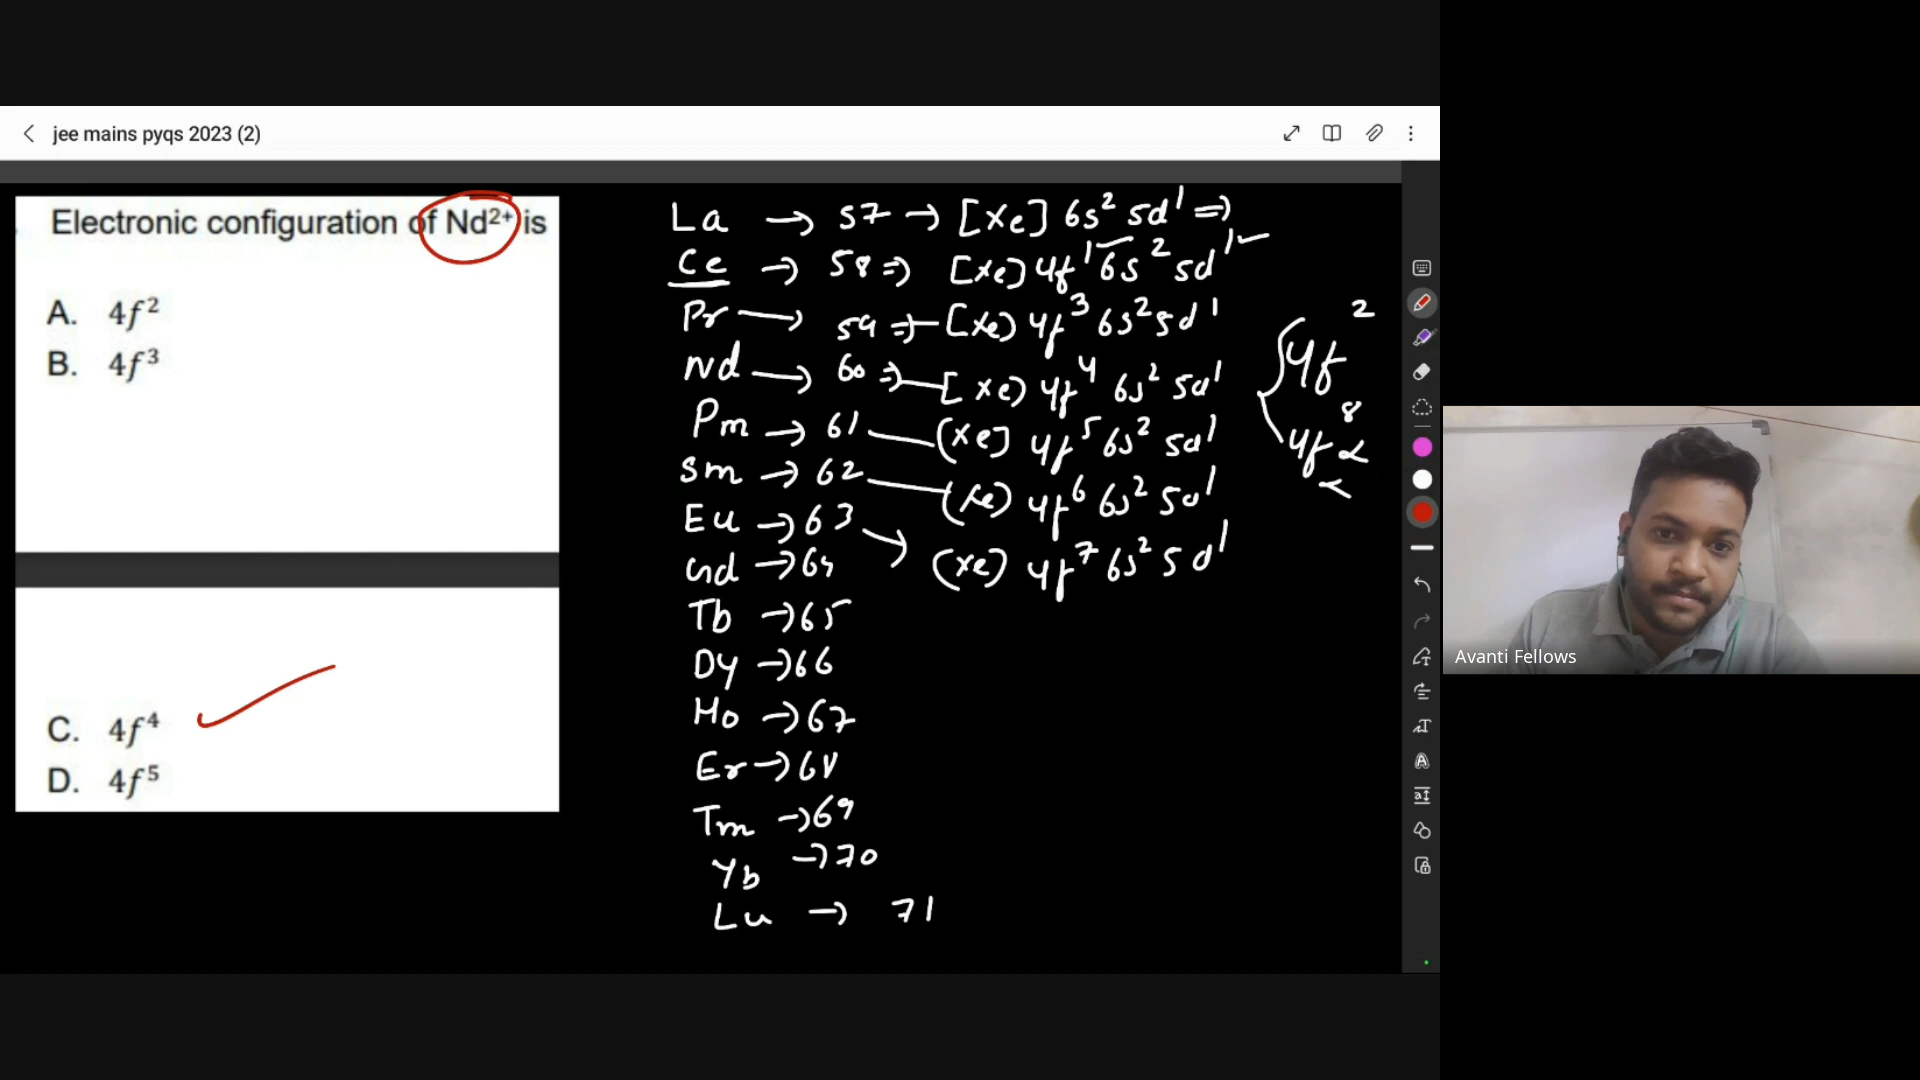 jee mains pyqs 2023 (2)
Electronic configuration of Nd²⁺ is
A. 4f²
B. 4f³
C. 4f⁴
D. 4f⁵
La → 57 → [Xe] 6s² 5d¹ ⇒
Ce → 58 ⇒ [Xe] 4f¹ 6s² 5d¹
Pr → 59 ⇒ [Xe) 4f³ 6s² 5d¹
Nd → 60 ⇒ [Xe) 4f⁴ 6s² 5d¹
Pm → 61 (Xe] 4f⁵ 6s² 5d¹
Sm → 62 (Xe) 4f⁶ 6s² 5d¹
Eu → 63 → (Xe) 4f⁷ 6s² 5d¹
Gd → 64
Tb → 65
Dy → 66
Ho → 67
Er → 68
Tm → 69
Yb → 70
Lu → 71
4f²
4f⁸
Avanti Fellows